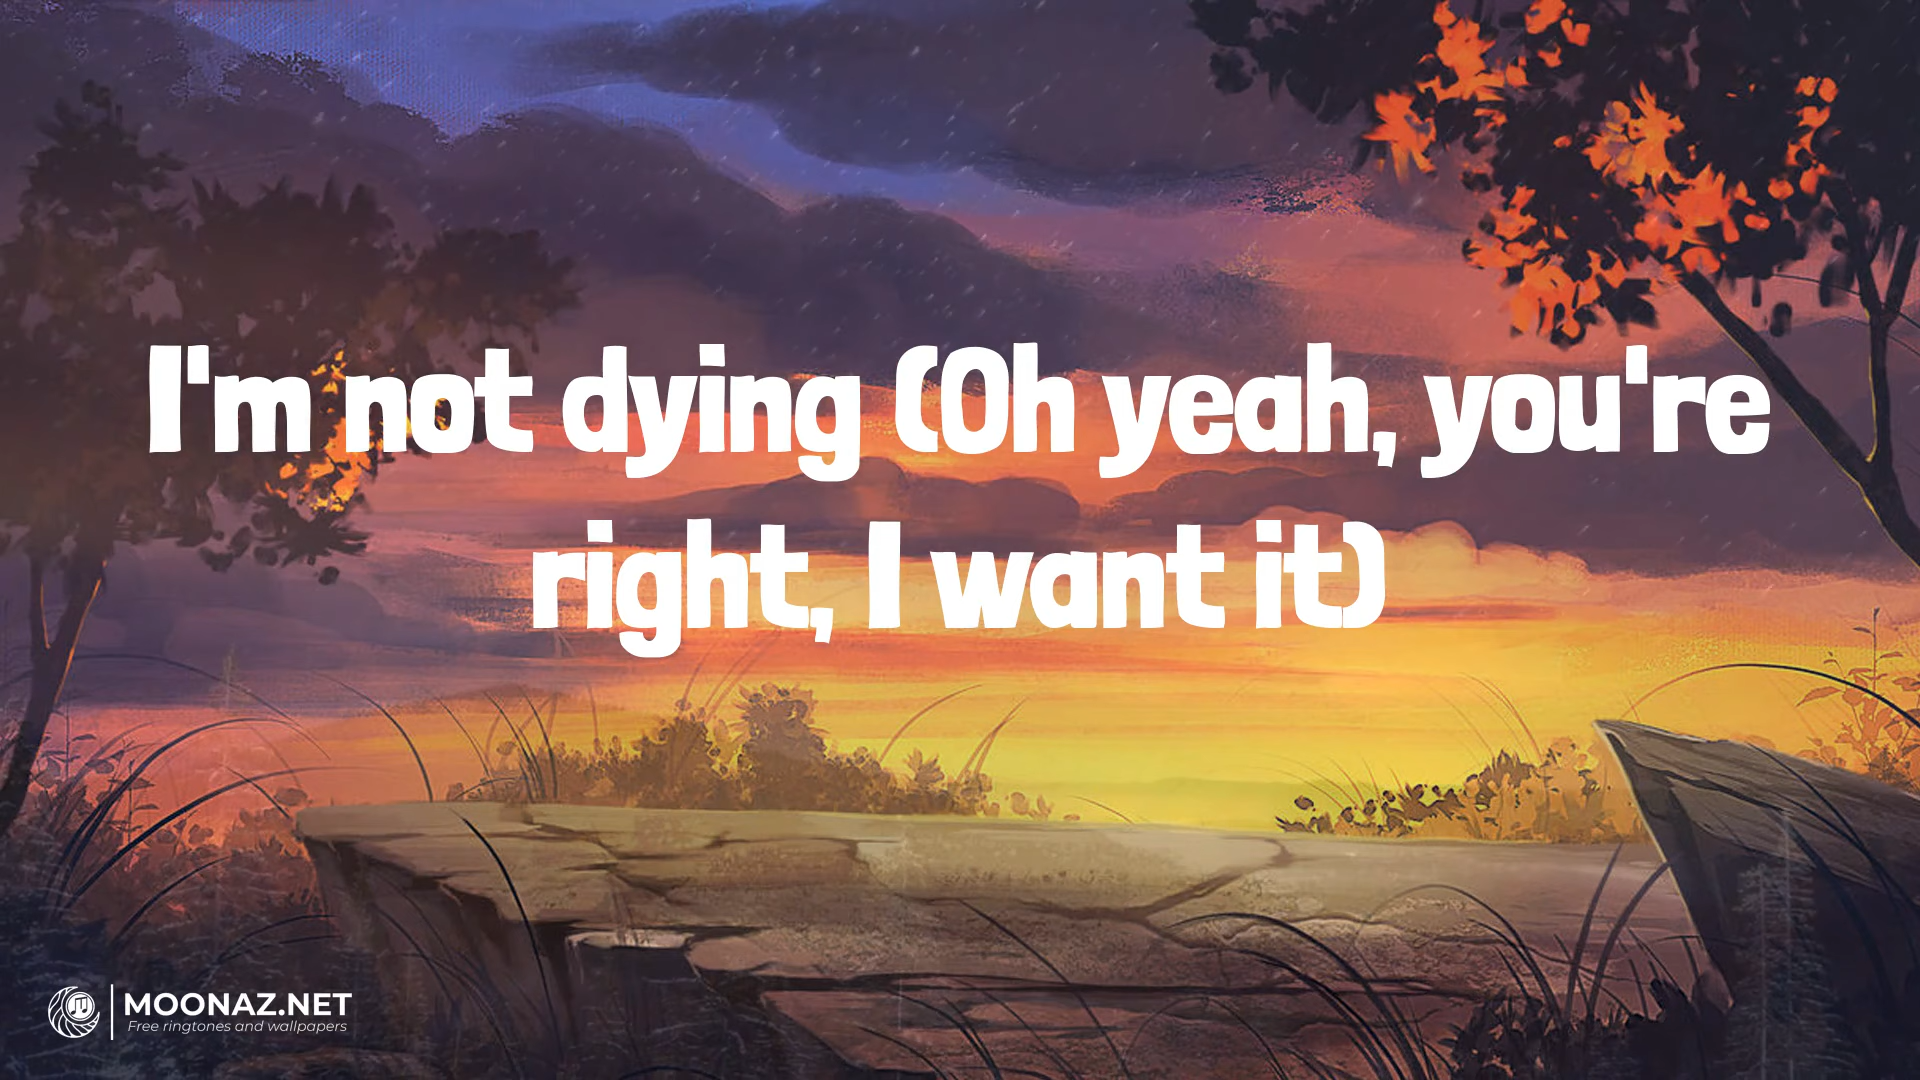 I'm not dying (Oh yeah, you're
right, I want it)
MOONAZ.NET
Free ringtones and wallpapers